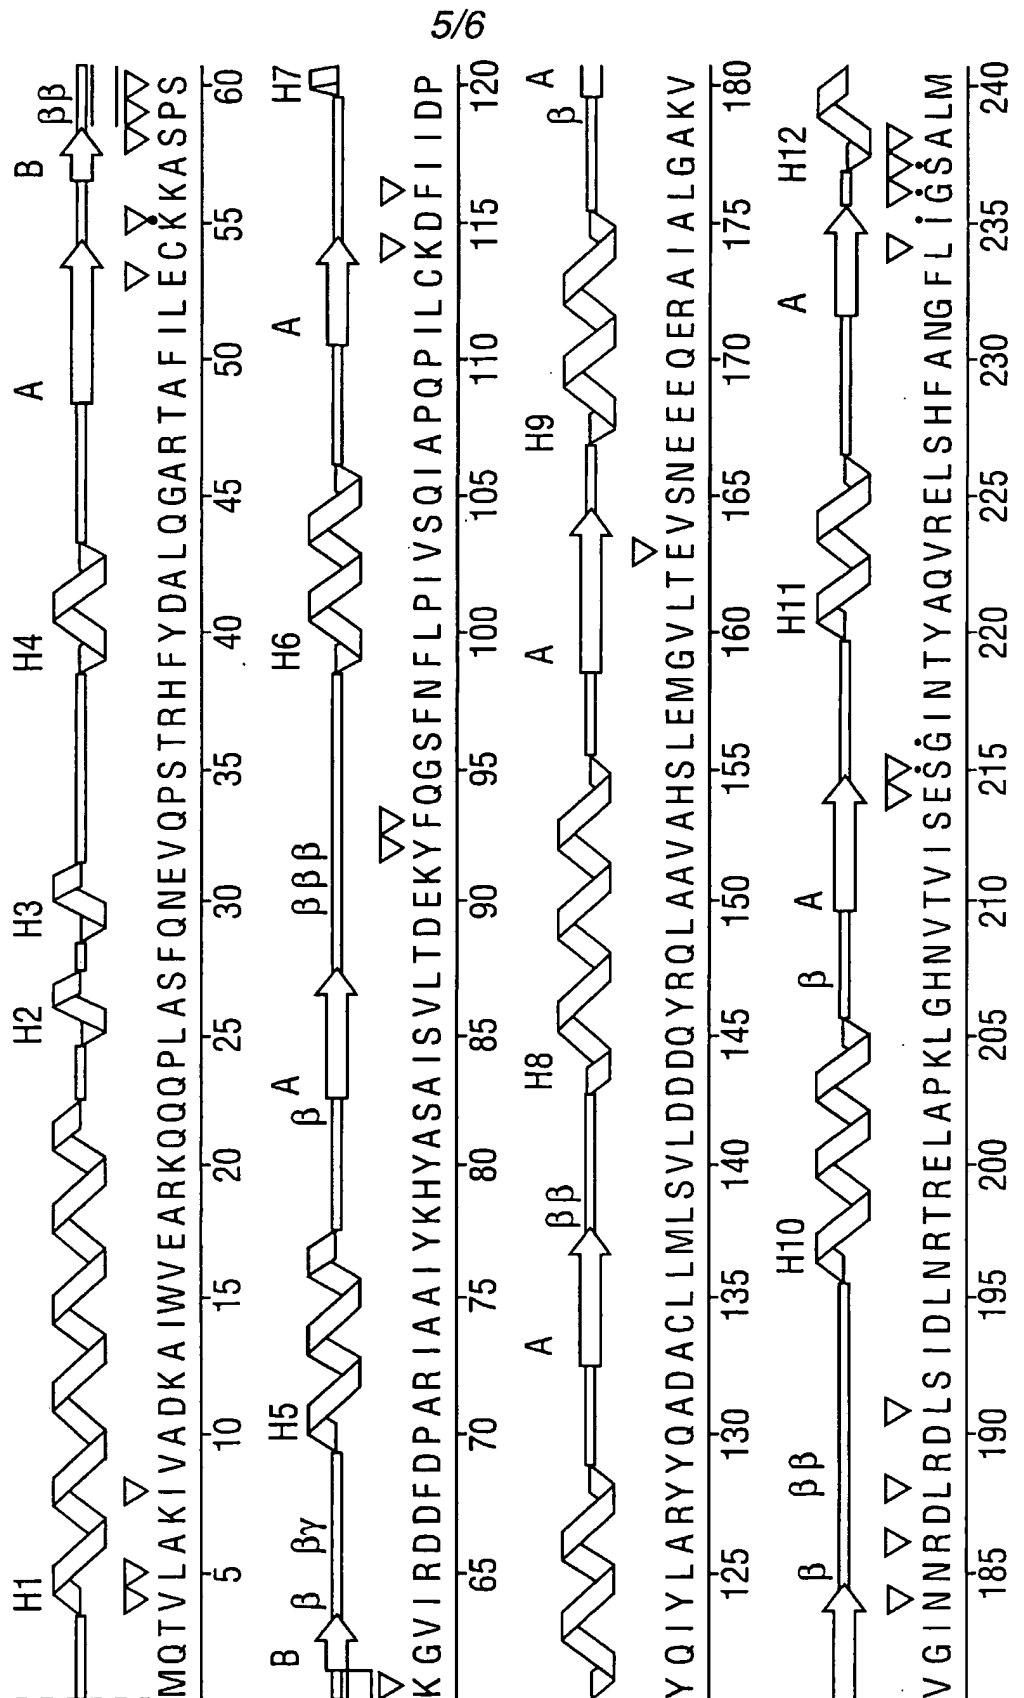 5/6
H1 H2 H3 H4 A B ββ
MQTVLAKIVADKAIWVEARKQQQPLASFQNEVQPSTRHFYDALQGARTAFILECKKASPS
5 10 15 20 25 30 35 40 45 50 55 60
B β βγ H5 β A βββ H6 A H7
KGVIRDDFDPARIAAIYKHYASAISVLTDEKYFQGSFNFLPIVSQIAPQPILCKDFIIDP
65 70 75 80 85 90 95 100 105 110 115 120
A ββ H8 A H9 β A
YQIYLARYYQADACLLMLSVLDDDQYRQLAAVAHSLEMGVLTEVSNEEEQERAIALGAKV
125 130 135 140 145 150 155 160 165 170 175 180
β ββ H10 β A H11 A H12
VGINNRDLRDLSIDLNRTRELAPKLGHNVTVISESGINTYAQVRELSHFANGFLIGSALM
185 190 195 200 205 210 215 220 225 230 235 240